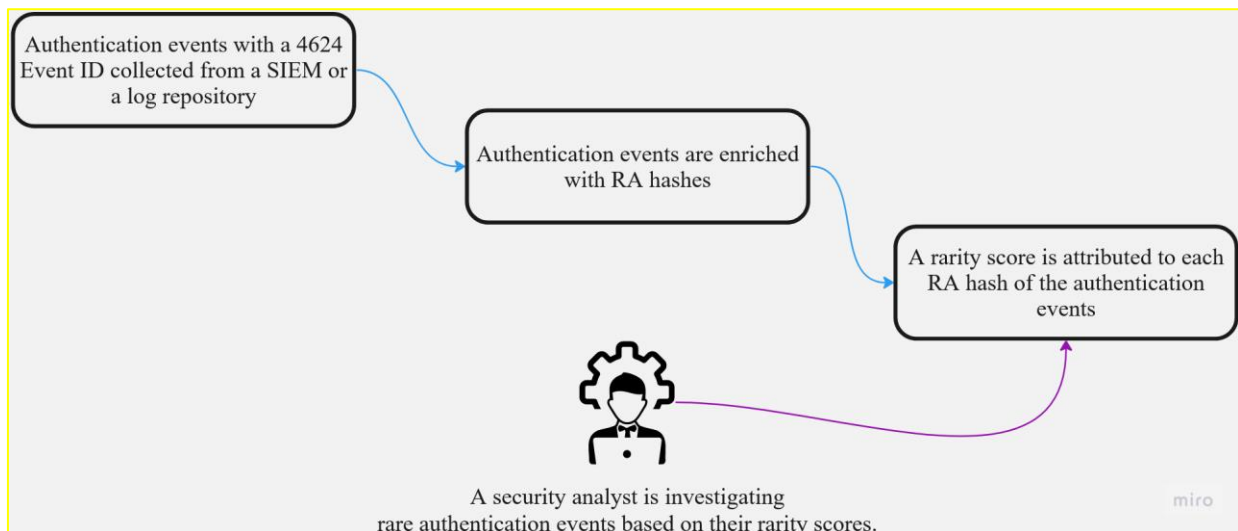 Authentication events with a 4624
Event ID collected from a SIEM or
a log repository
Authentication events are enriched
with RA hashes
A rarity score is attributed to each
RA hash of the authentication
events
A security analyst is investigating
rare authentication events based on their rarity scores.
miro